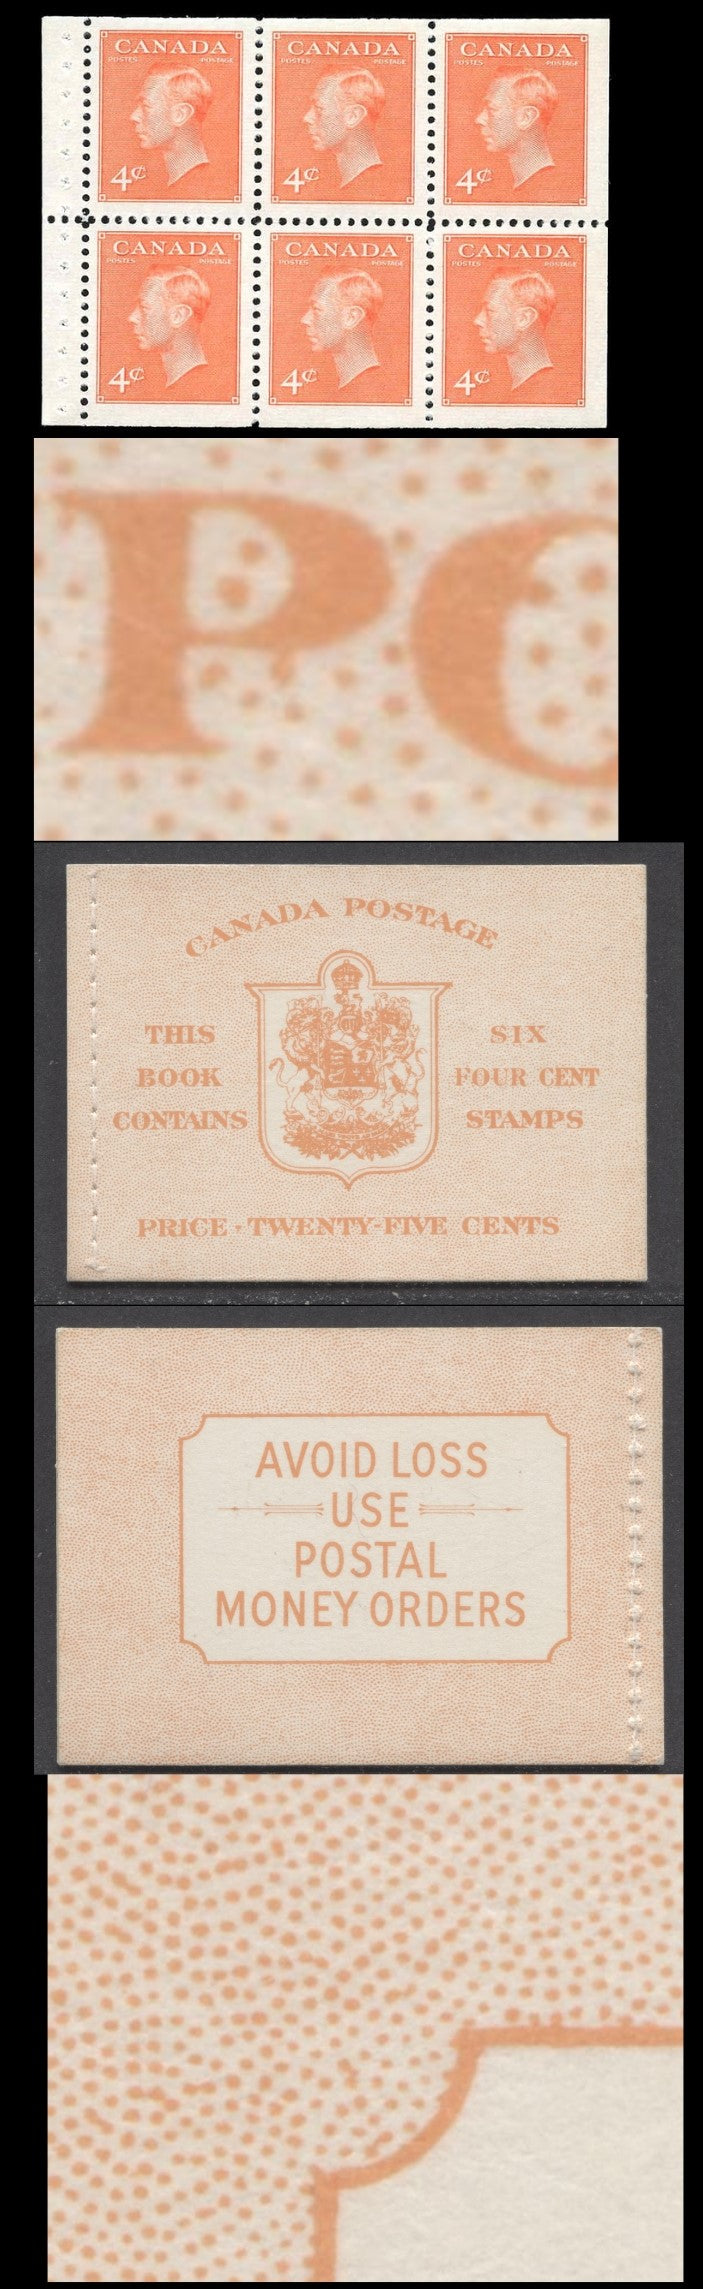 CANADA CANADA CANADA
POSTES POSTAGE POSTES POSTAGE POSTES POSTAGE
4¢ 4¢ 4¢
CANADA CANADA CANADA
POSTES POSTAGE POSTES POSTAGE POSTES POSTAGE
4¢ 4¢ 4¢
PO
CANADA POSTAGE
THIS
BOOK
CONTAINS
SIX
FOUR CENT
STAMPS
PRICE · TWENTY-FIVE CENTS
AVOID LOSS
USE
POSTAL
MONEY ORDERS